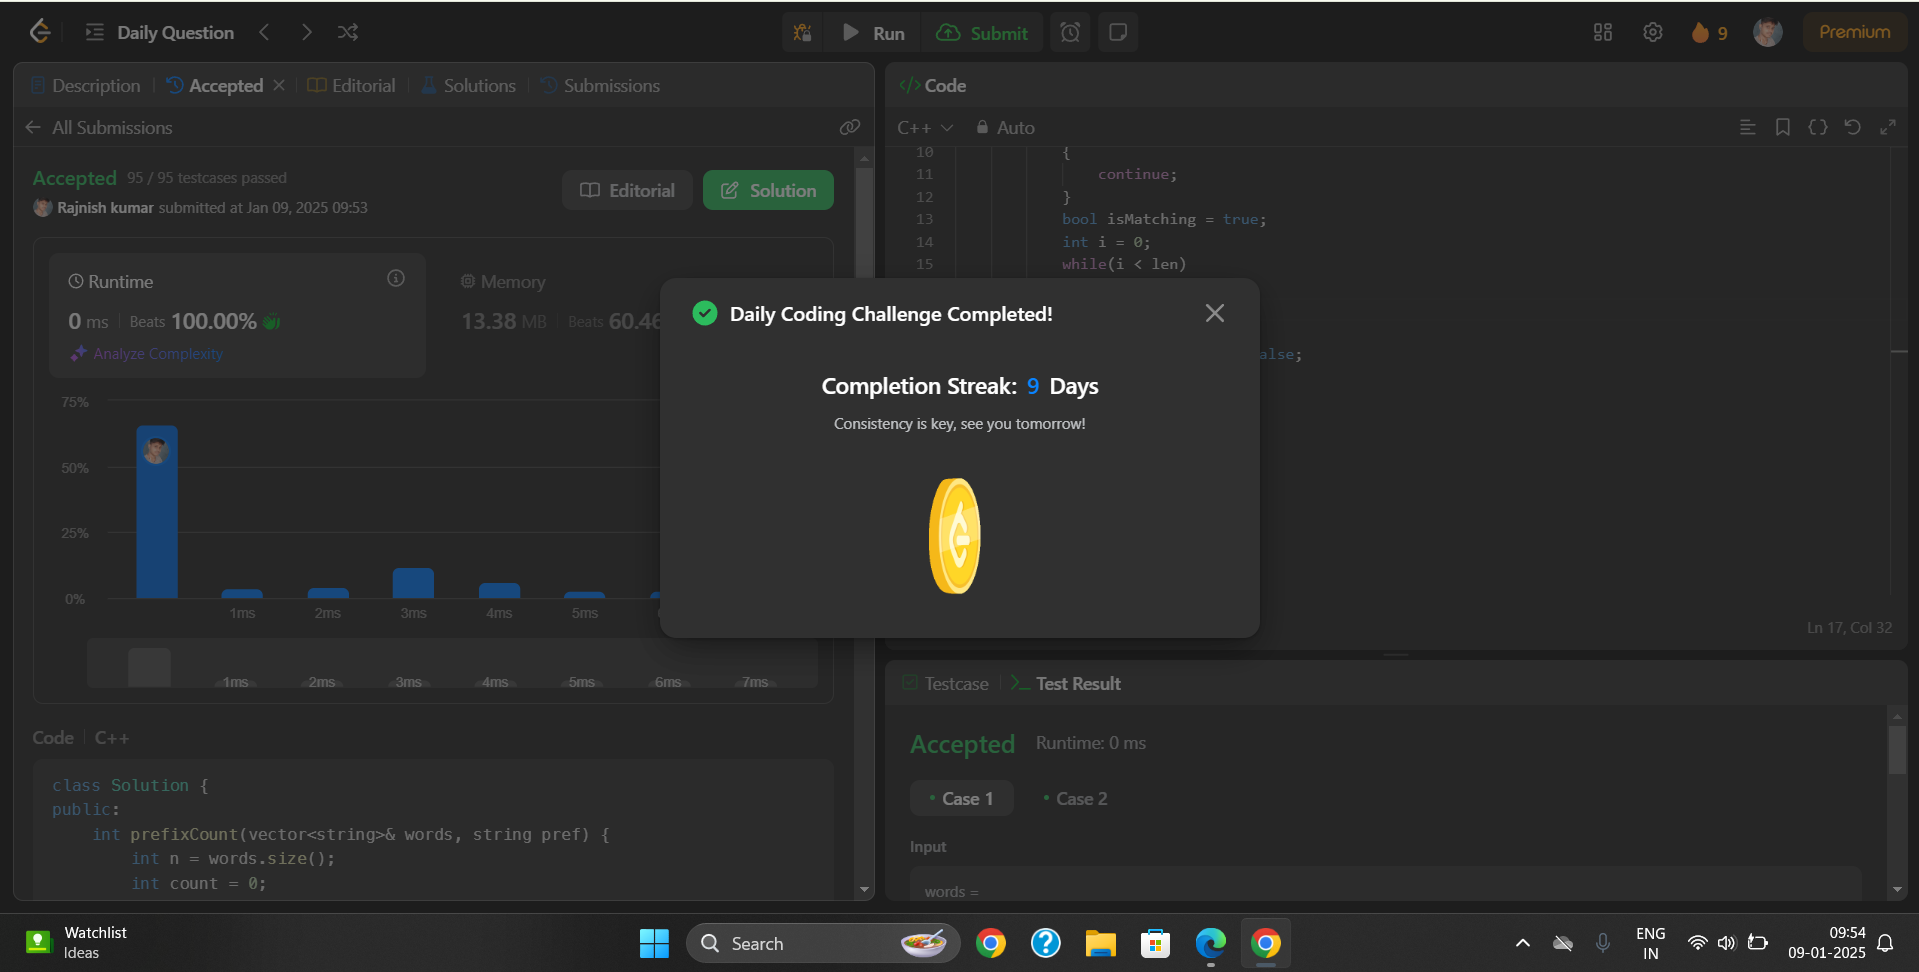 Daily Question
Run
Submit
9
Premium
Description
Accepted
Editorial
Solutions
Submissions
All Submissions
Accepted 95 / 95 testcases passed
Rajnish kumar submitted at Jan 09, 2025 09:53
Editorial
Solution
Runtime
0 ms Beats 100.00%
Analyze Complexity
Memory
13.38 MB Beats 60.46
75%
50%
25%
0%
1ms 2ms 3ms 4ms 5ms
1ms 2ms 3ms 4ms 5ms 6ms 7ms
Code C++
class Solution {
public:
int prefixCount(vector<string>& words, string pref) {
int n = words.size();
int count = 0;
</> Code
C++ Auto
10 {
11 continue;
12 }
13 bool isMatching = true;
14 int i = 0;
15 while(i < len)
alse;
Ln 17, Col 32
Daily Coding Challenge Completed!
Completion Streak: 9 Days
Consistency is key, see you tomorrow!
Testcase
>_ Test Result
Accepted Runtime: 0 ms
• Case 1 • Case 2
Input
words =
Watchlist
Ideas
Search
ENG
IN
09:54
09-01-2025